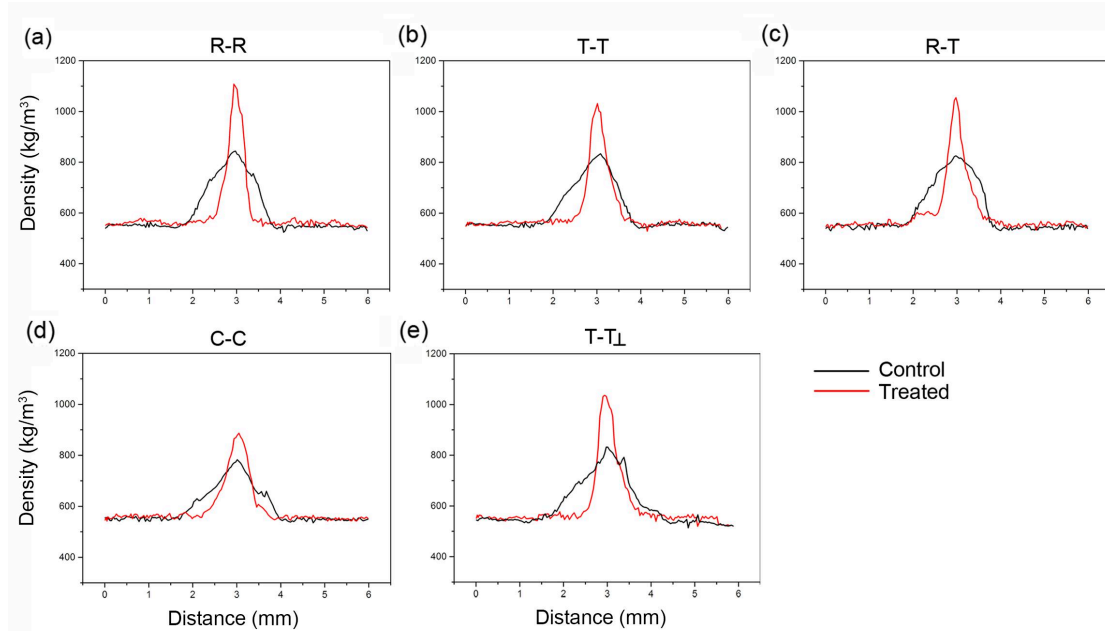 (a) R-R
(b) T-T
(c) R-T
Density (kg/m³)
1200
1000
800
600
400
0 1 2 3 4 5 6
1200
1000
800
600
400
0 1 2 3 4 5 6
1200
1000
800
600
400
0 1 2 3 4 5 6
(d) C-C
(e) T-T⊥
Density (kg/m³)
1200
1000
800
600
400
0 1 2 3 4 5 6
Distance (mm)
1200
1000
800
600
400
0 1 2 3 4 5 6
Distance (mm)
Control
Treated